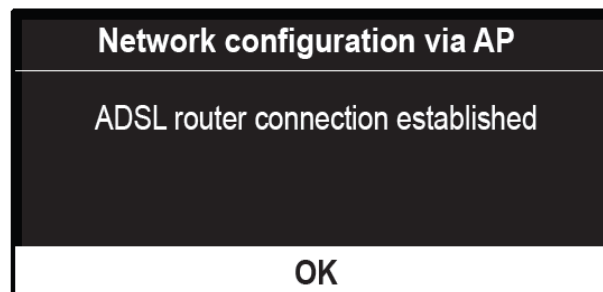 Network configuration via AP
ADSL router connection established
OK